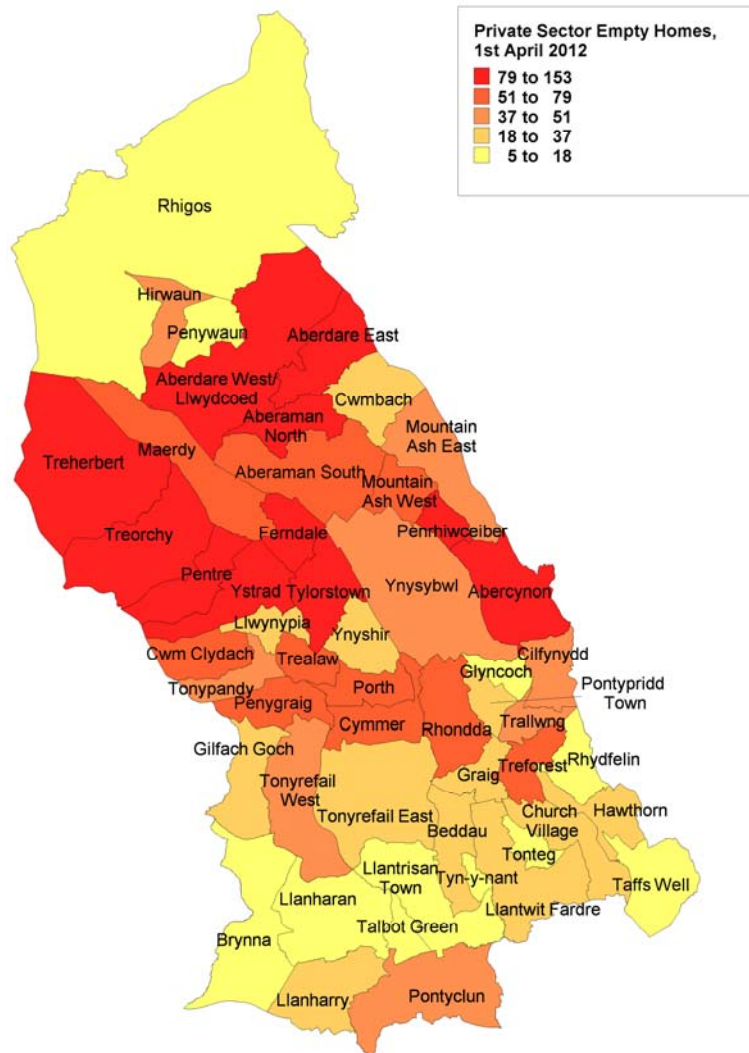 Private Sector Empty Homes,
1st April 2012
79 to 153
51 to 79
37 to 51
18 to 37
5 to 18
Rhigos
Hirwaun
Penywaun
Aberdare East
Aberdare West/
Llwydcoed
Cwmbach
Aberaman
North
Mountain
Ash East
Maerdy
Treherbert
Aberaman South
Mountain
Ash West
Treorchy
Ferndale
Penrhiwceiber
Pentre
Ynysybwl
Abercynon
Ystrad
Tylorstown
Llwynypia
Ynyshir
Cwm Clydach
Trealaw
Cilfynydd
Glyncoch
Tonypandy
Porth
Pontypridd
Town
Penygraig
Cymmer
Rhondda
Trallwng
Gilfach Goch
Treforest
Rhydfelin
Graig
Tonyrefail
West
Tonyrefail East
Hawthorn
Church
Village
Beddau
Tonteg
Llantrisan
Town
Tyn-y-nant
Taffs Well
Llanharan
Llantwit Fardre
Talbot Green
Brynna
Llanharry
Pontyclun